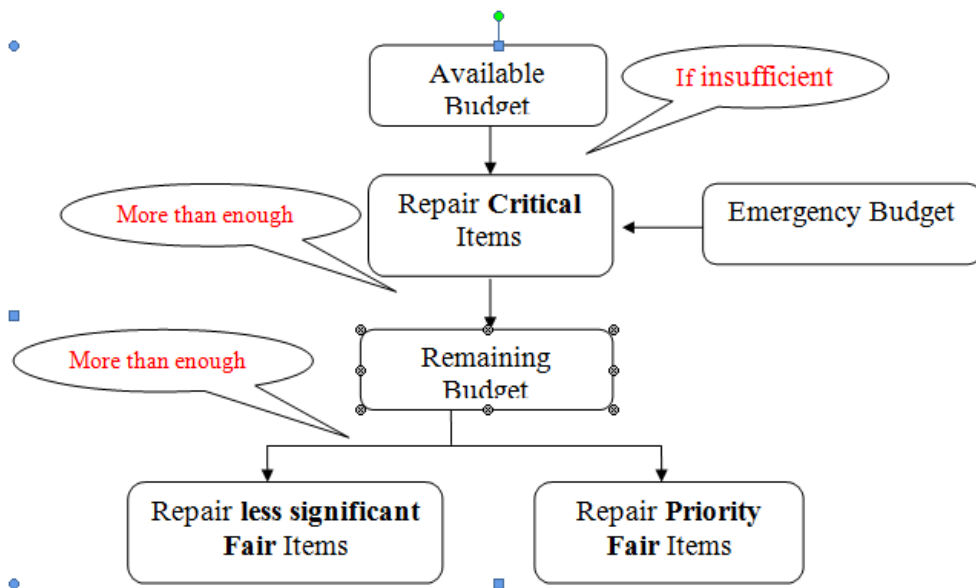 Available
Budget
If insufficient
More than enough
Repair Critical
Items
Emergency Budget
Remaining
Budget
More than enough
Repair less significant
Fair Items
Repair Priority
Fair Items